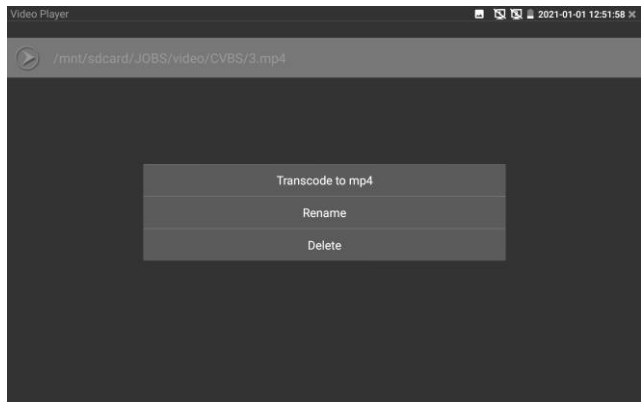 Video Player
2021-01-01 12:51:58
/mnt/sdcard/JOBS/video/CVBS/3.mp4
Transcode to mp4
Rename
Delete